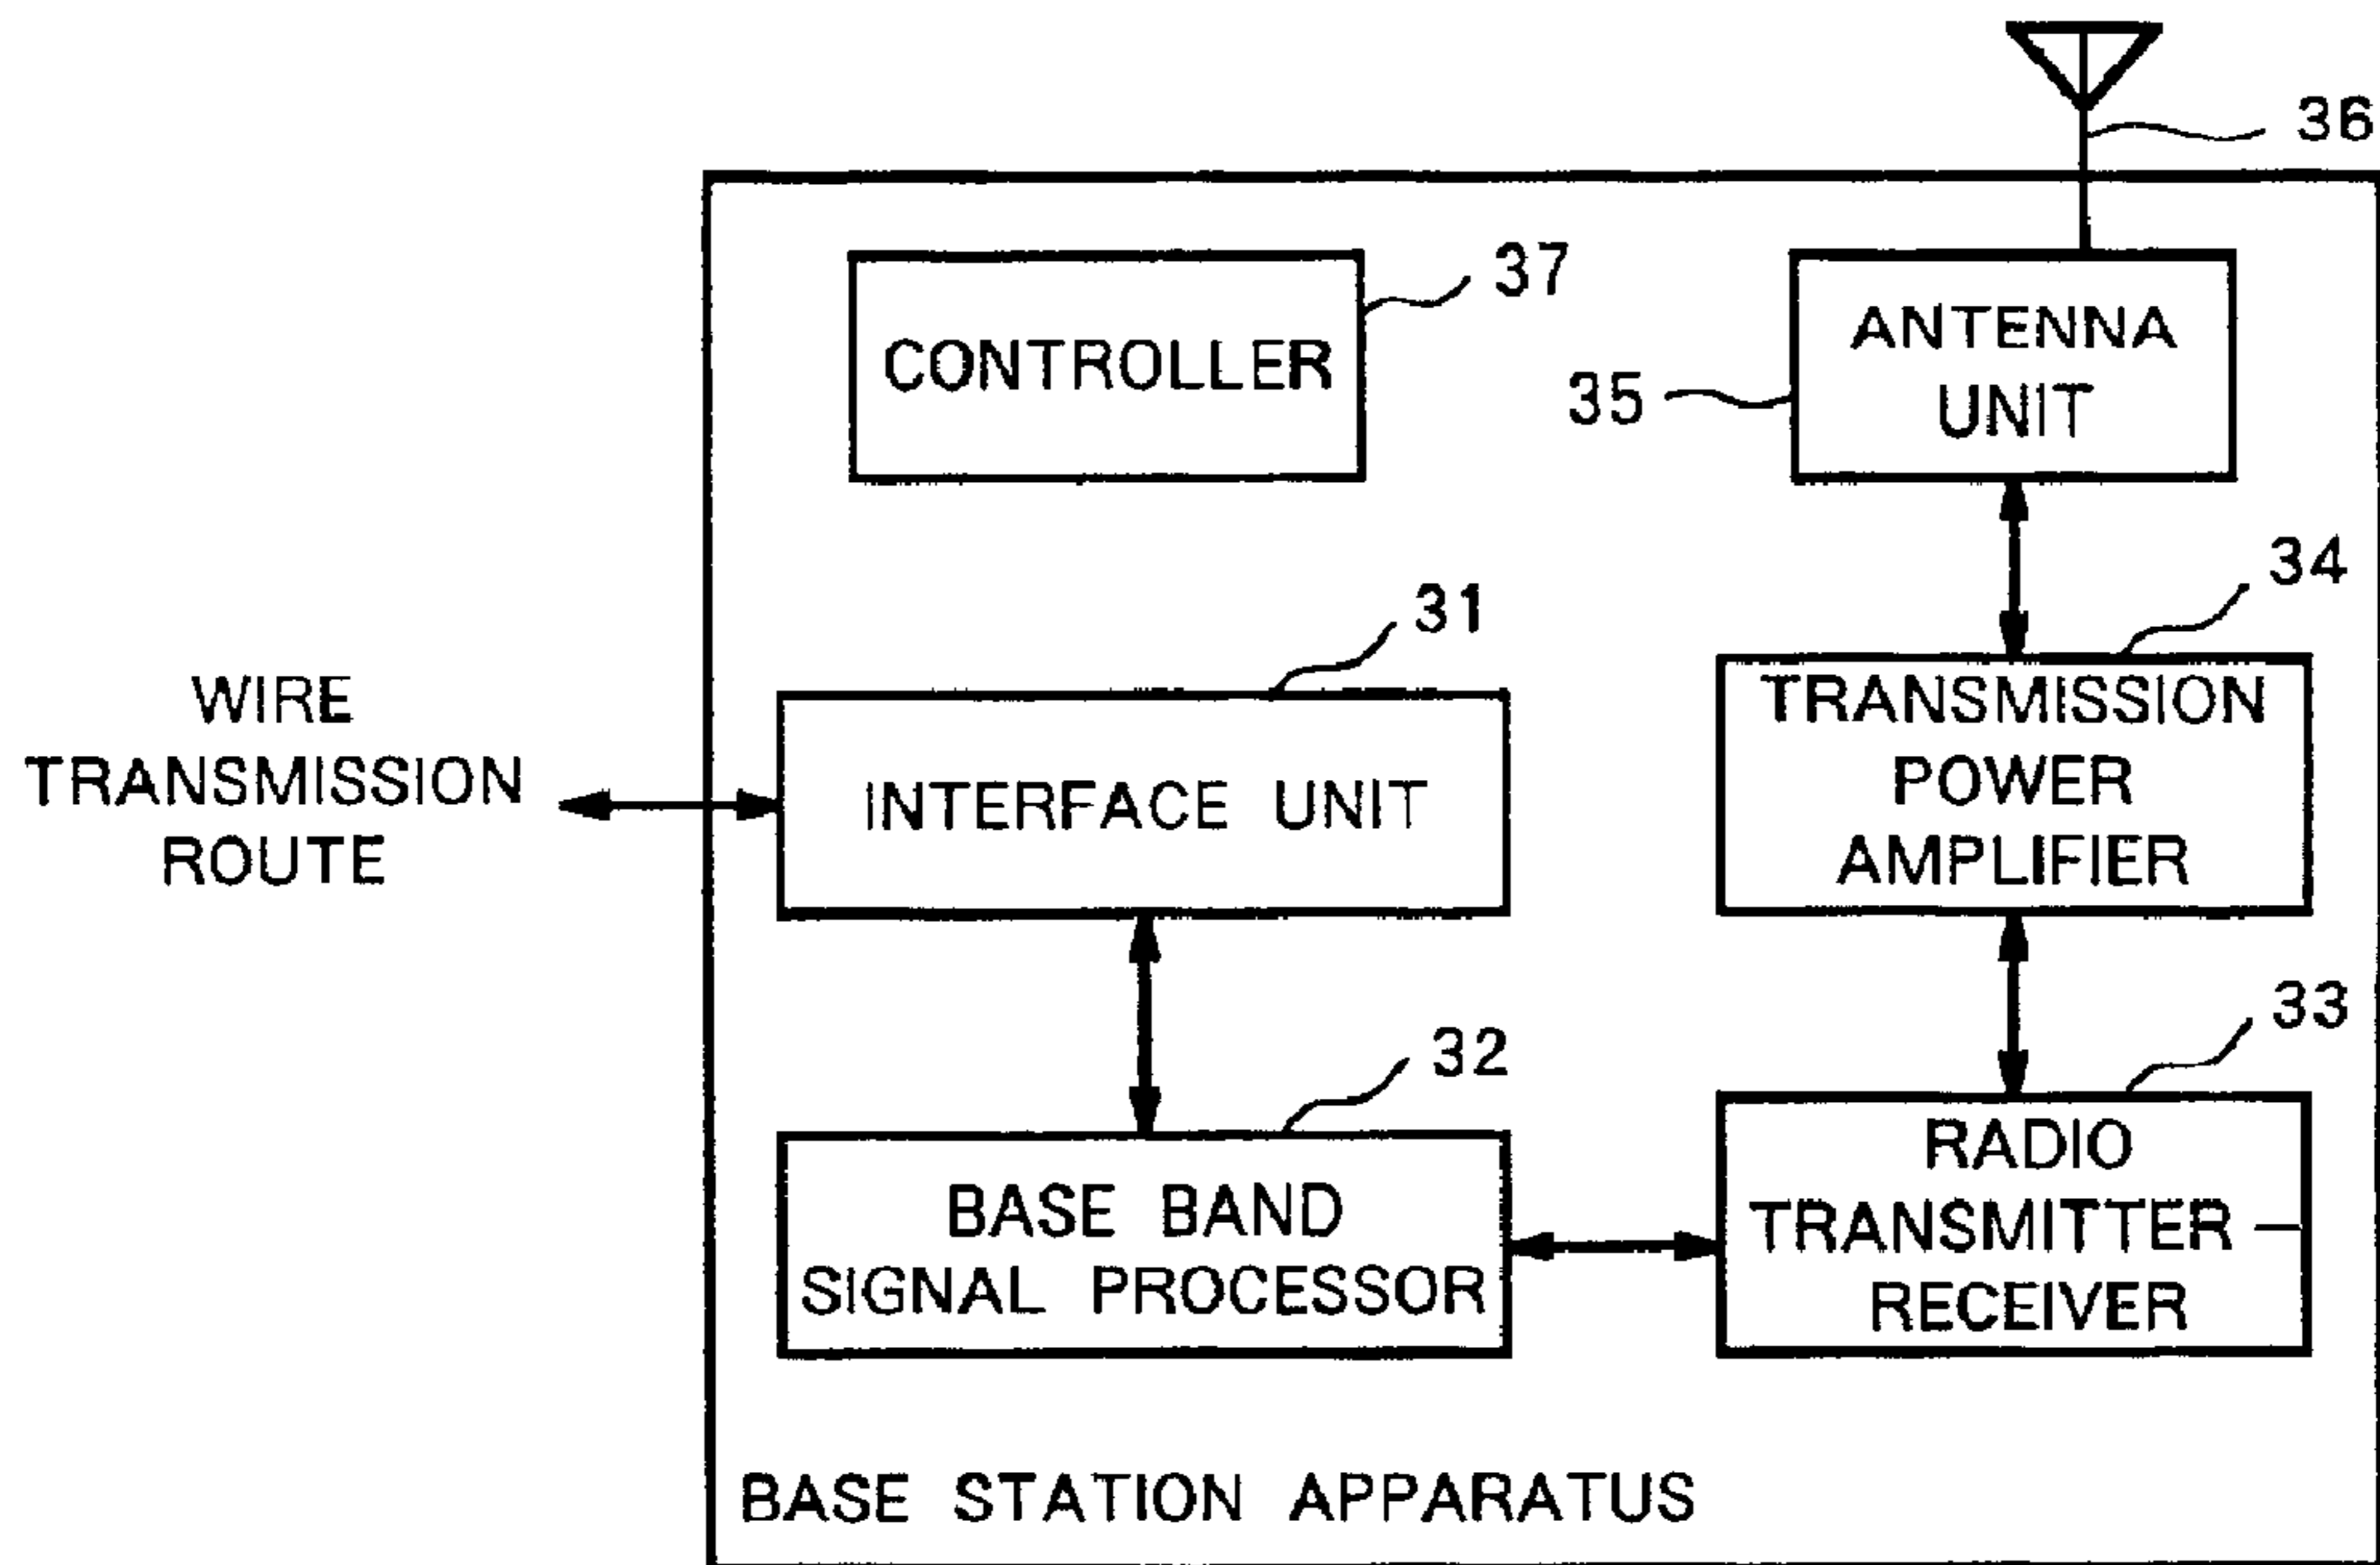 36
CONTROLLER
37
ANTENNA
UNIT
35
34
31
WIRE
TRANSMISSION
ROUTE
INTERFACE UNIT
TRANSMISSION
POWER
AMPLIFIER
33
32
BASE BAND
SIGNAL PROCESSOR
RADIO
TRANSMITTER —
RECEIVER
BASE STATION APPARATUS